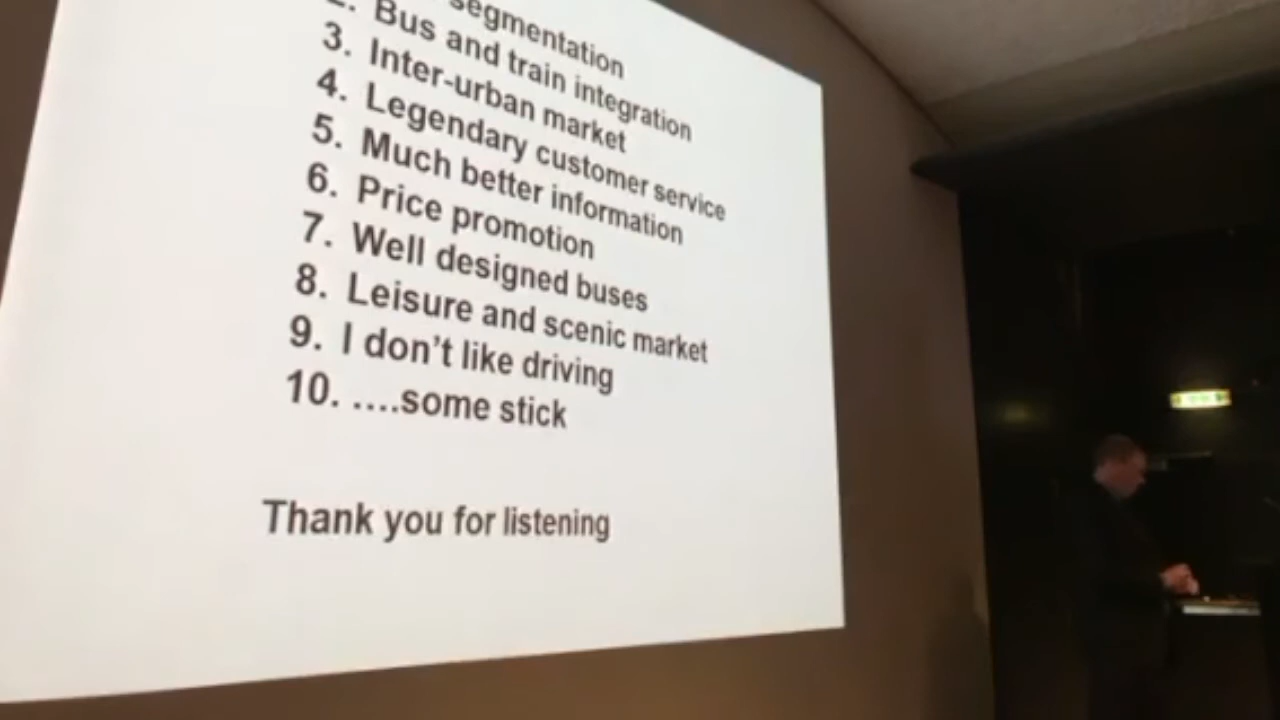 segmentation
2. Bus and train integration
3. Inter-urban market
4. Legendary customer service
5. Much better information
6. Price promotion
7. Well designed buses
8. Leisure and scenic market
9. I don't like driving
10. ....some stick
Thank you for listening